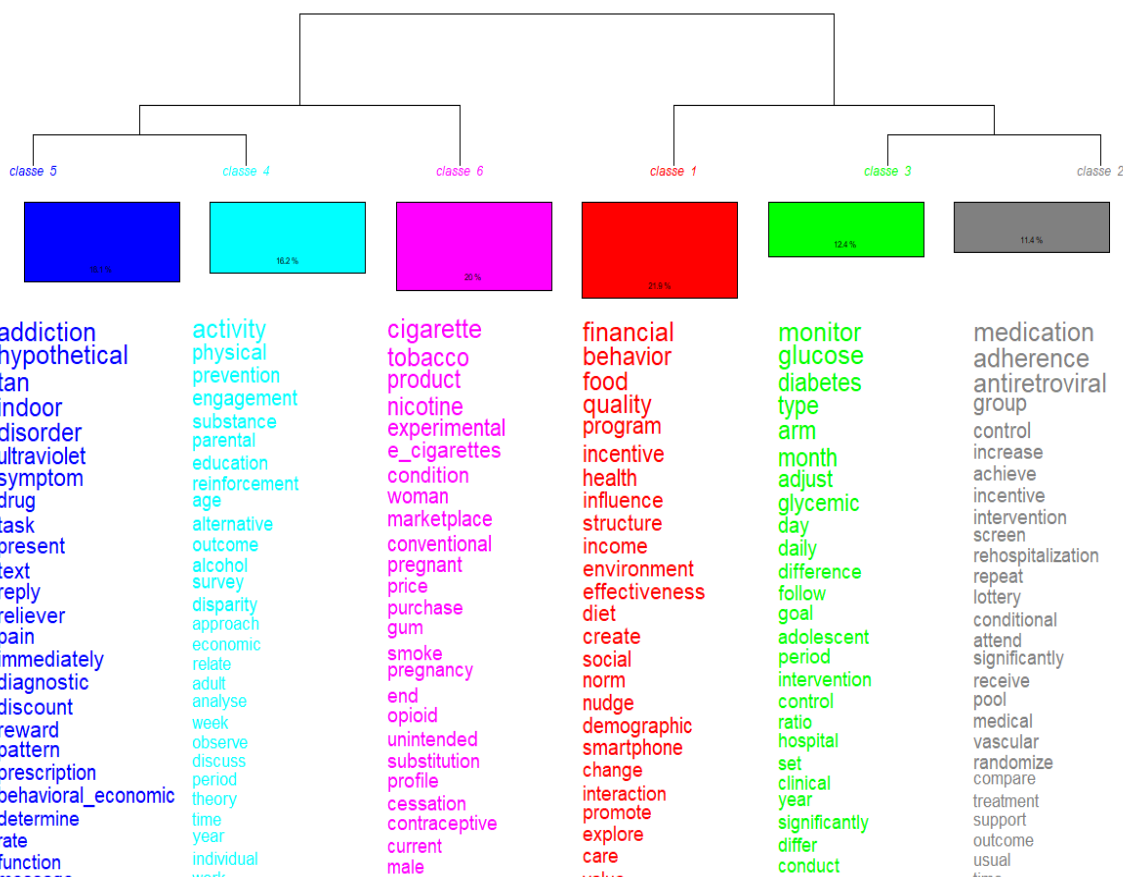 classe 5
classe 4
classe 6
classe 1
classe 3
classe 2
16.2 %
20 %
21.9 %
12.4 %
11.4 %
addiction
hypothetical
tan
indoor
disorder
ultraviolet
symptom
drug
task
present
text
reply
reliever
pain
immediately
diagnostic
discount
reward
pattern
prescription
behavioral_economic
determine
rate
function
message
activity
physical
prevention
engagement
substance
parental
education
reinforcement
age
alternative
outcome
alcohol
survey
disparity
approach
economic
relate
adult
analyse
week
observe
discuss
period
theory
time
year
individual
work
cigarette
tobacco
product
nicotine
experimental
e_cigarettes
condition
woman
marketplace
conventional
pregnant
price
purchase
gum
smoke
pregnancy
end
opioid
unintended
substitution
profile
cessation
contraceptive
current
male
financial
behavior
food
quality
program
incentive
health
influence
structure
income
environment
effectiveness
diet
create
social
norm
nudge
demographic
smartphone
change
interaction
promote
explore
care
value
monitor
glucose
diabetes
type
arm
month
adjust
glycemic
day
daily
difference
follow
goal
adolescent
period
intervention
control
ratio
hospital
set
clinical
year
significantly
differ
conduct
medication
adherence
antiretroviral
group
control
increase
achieve
incentive
intervention
screen
rehospitalization
repeat
lottery
conditional
attend
significantly
receive
pool
medical
vascular
randomize
compare
treatment
support
outcome
usual
time